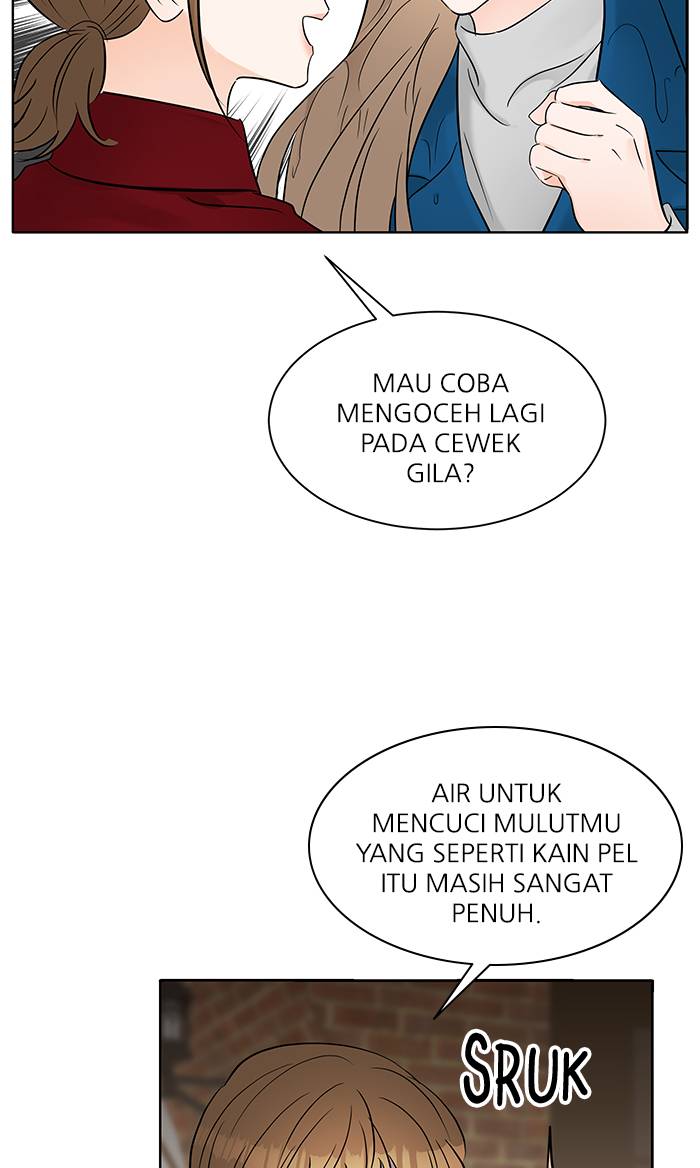 MAU COBA
MENGOCEH LAGI
PADA CEWEK
GILA?
AIR UNTUK
MENCUCI MULUTMU
YANG SEPERTI KAIN PEL
ITU MASIH SANGAT
PENUH.
SRUK